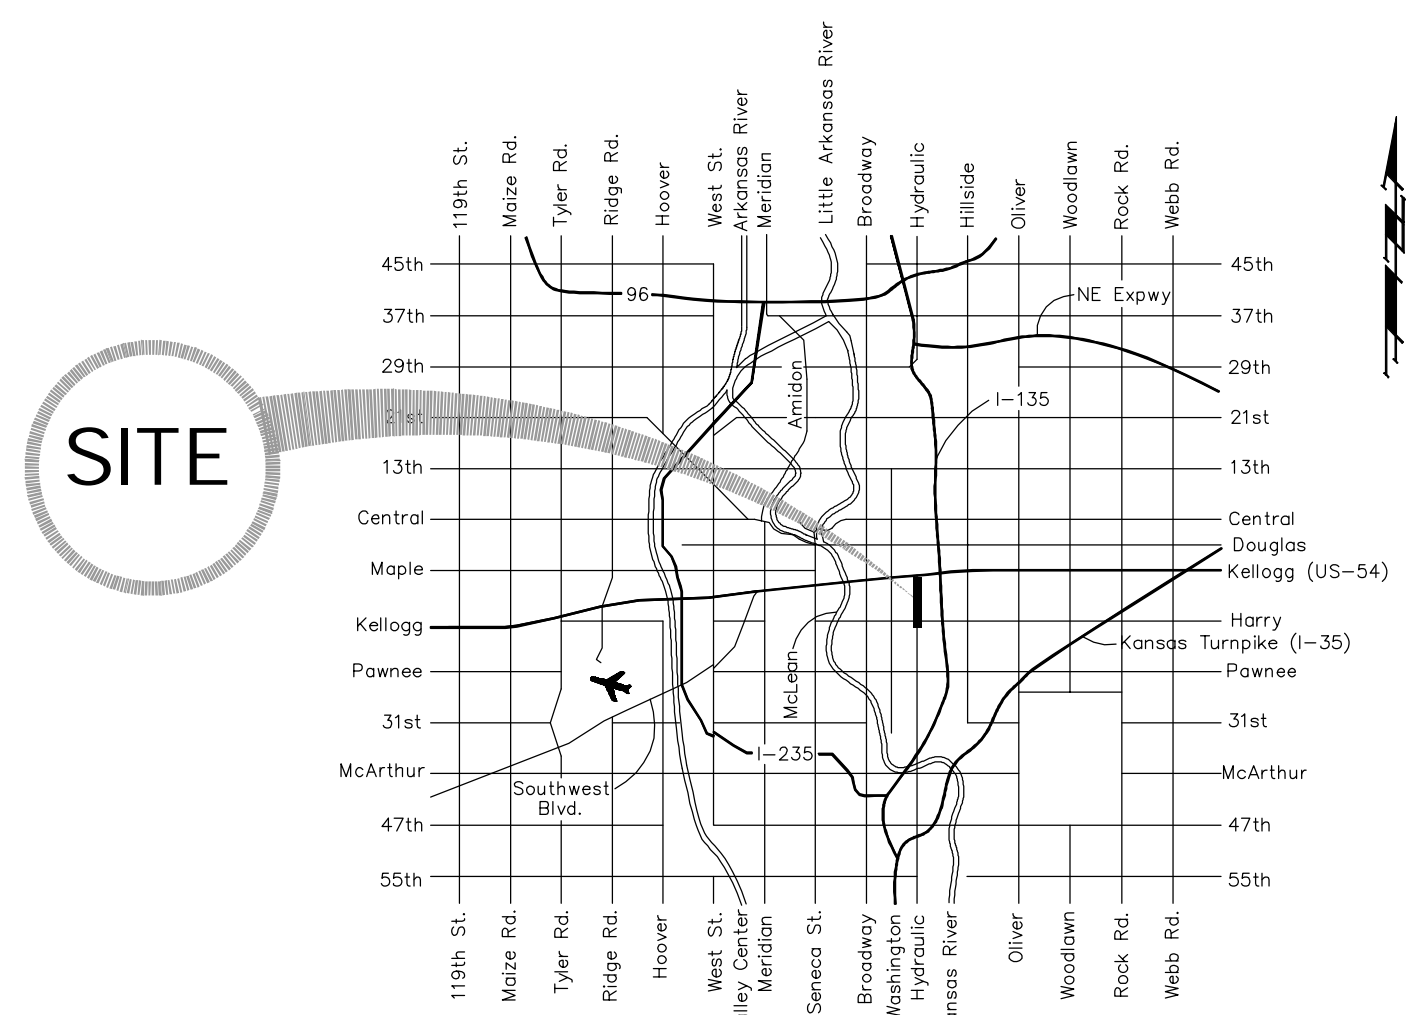 119th St.
Maize Rd.
Tyler Rd.
Ridge Rd.
Hoover
West St.
Arkansas River
Meridian
Little Arkansas River
Broadway
Hydraulic
Hillside
Oliver
Woodlawn
Rock Rd.
Webb Rd.
45th
45th
96
NE Expwy
37th
37th
29th
29th
Amidon
I-135
21st
21st
SITE
13th
13th
Central
Central
Douglas
Maple
Kellogg (US-54)
Kellogg
Harry
Kansas Turnpike (I-35)
Pawnee
Pawnee
McLean
31st
31st
I-235
McArthur
McArthur
Southwest
Blvd.
47th
47th
55th
55th
119th St.
Maize Rd.
Tyler Rd.
Ridge Rd.
Hoover
West St.
lley Center
Meridian
Seneca St.
Broadway
Washington
Hydraulic
nsas River
Oliver
Woodlawn
Rock Rd.
Webb Rd.